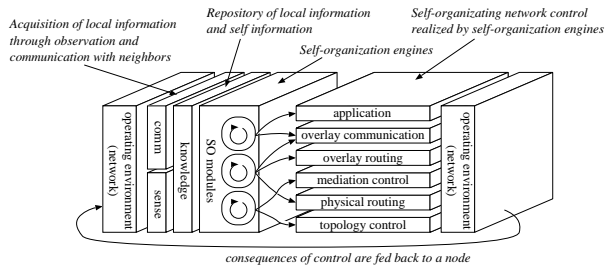 Acquisition of local information
through observation and
communication with neighbors
Repository of local information
and self information
Self-organization engines
Self-organizating network control
realized by self-organization engines
operating environment
(network)
comm
sense
knowledge
SO modules
application
overlay communication
overlay routing
mediation control
physical routing
topology control
operating environment
(network)
consequences of control are fed back to a node